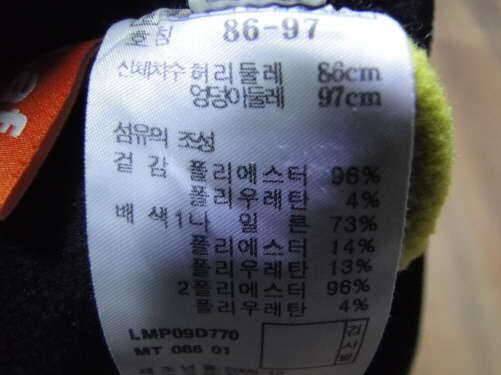 호칭 86-97
신체치수 허리둘레 86cm
엉덩이둘레 97cm
섬유의 조성
겉 감 폴리에스터 96%
폴리우레탄 4%
배 색 1 나 일 론 73%
폴리에스터 14%
폴리우레탄 13%
2 폴리에스터 96%
폴리우레탄 4%
LMP09D770
MT 086 01